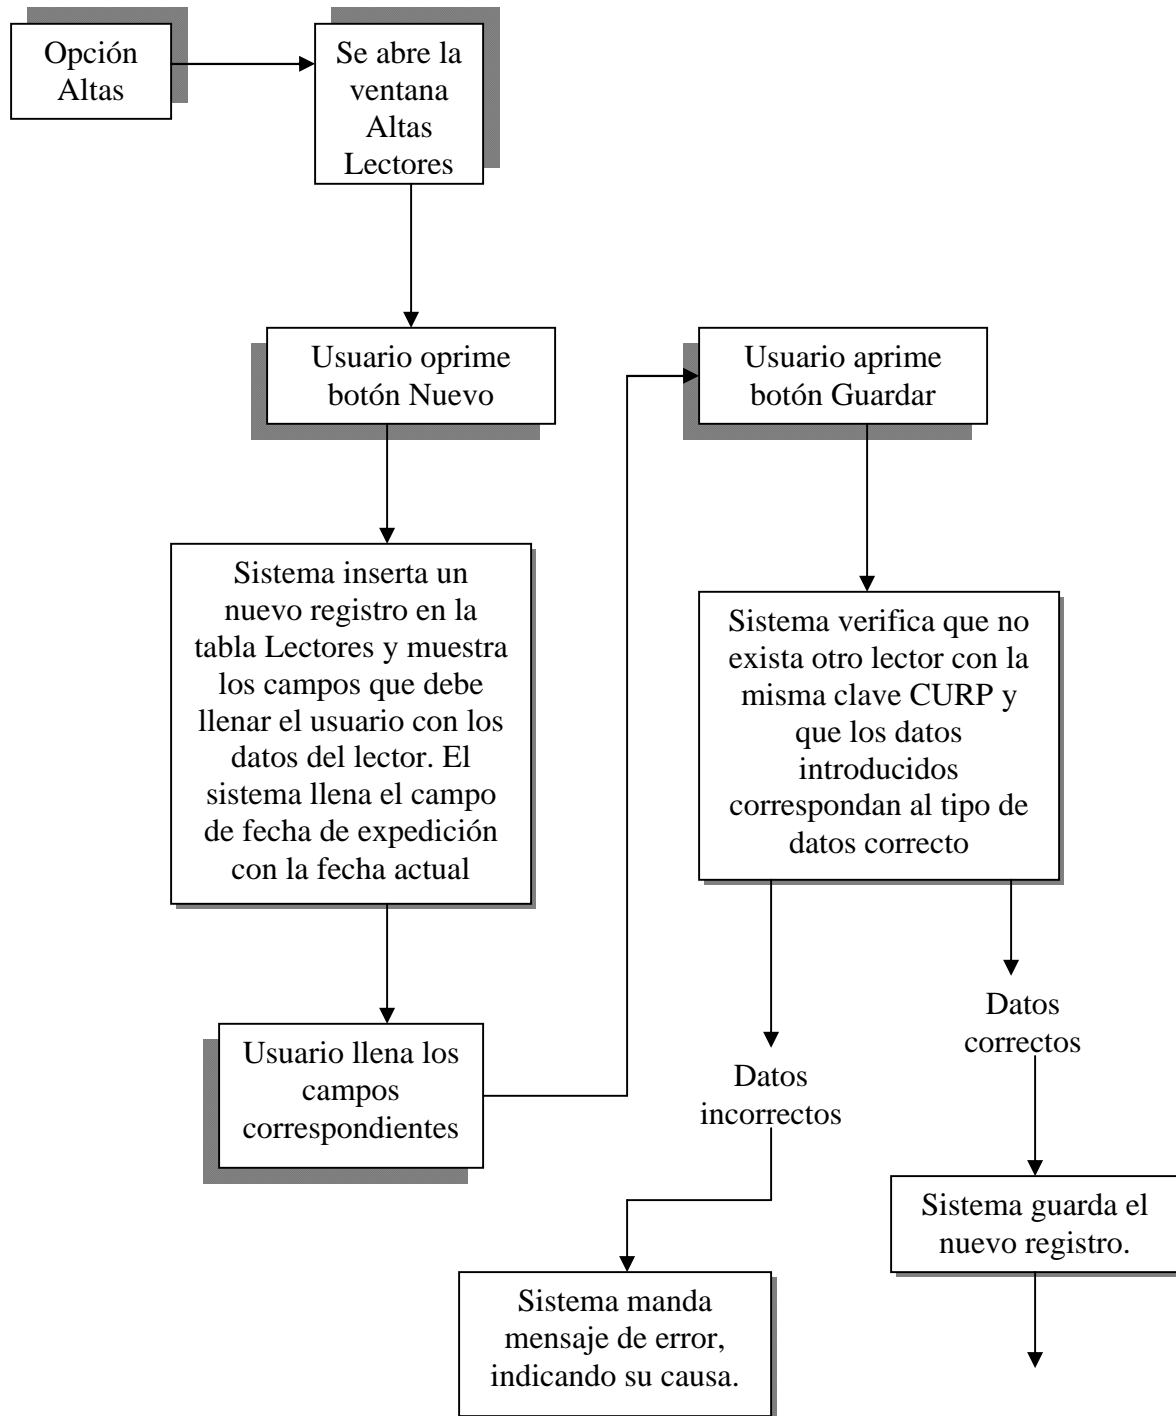 Opción
Altas
Se abre la
ventana
Altas
Lectores
Usuario oprime
botón Nuevo
Sistema inserta un
nuevo registro en la
tabla Lectores y muestra
los campos que debe
llenar el usuario con los
datos del lector. El
sistema llena el campo
de fecha de expedición
con la fecha actual
Usuario llena los
campos
correspondientes
Usuario aprime
botón Guardar
Sistema verifica que no
exista otro lector con la
misma clave CURP y
que los datos
introducidos
correspondan al tipo de
datos correcto
Datos
incorrectos
Datos
correctos
Sistema manda
mensaje de error,
indicando su causa.
Sistema guarda el
nuevo registro.